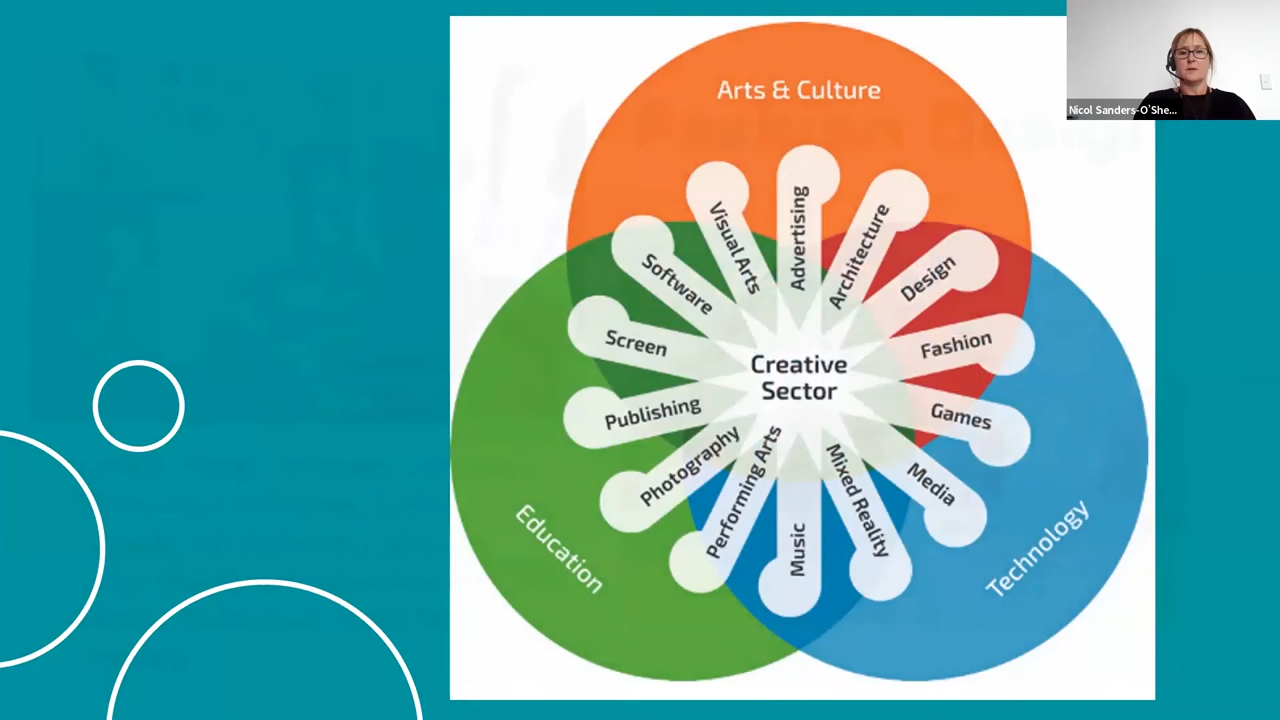 Arts & Culture
Advertising
Architecture
Design
Fashion
Games
Media
Mixed Reality
Music
Performing Arts
Photography
Publishing
Screen
Software
Visual Arts
Creative
Sector
Education
Technology
Nicol Sanders-O`She...